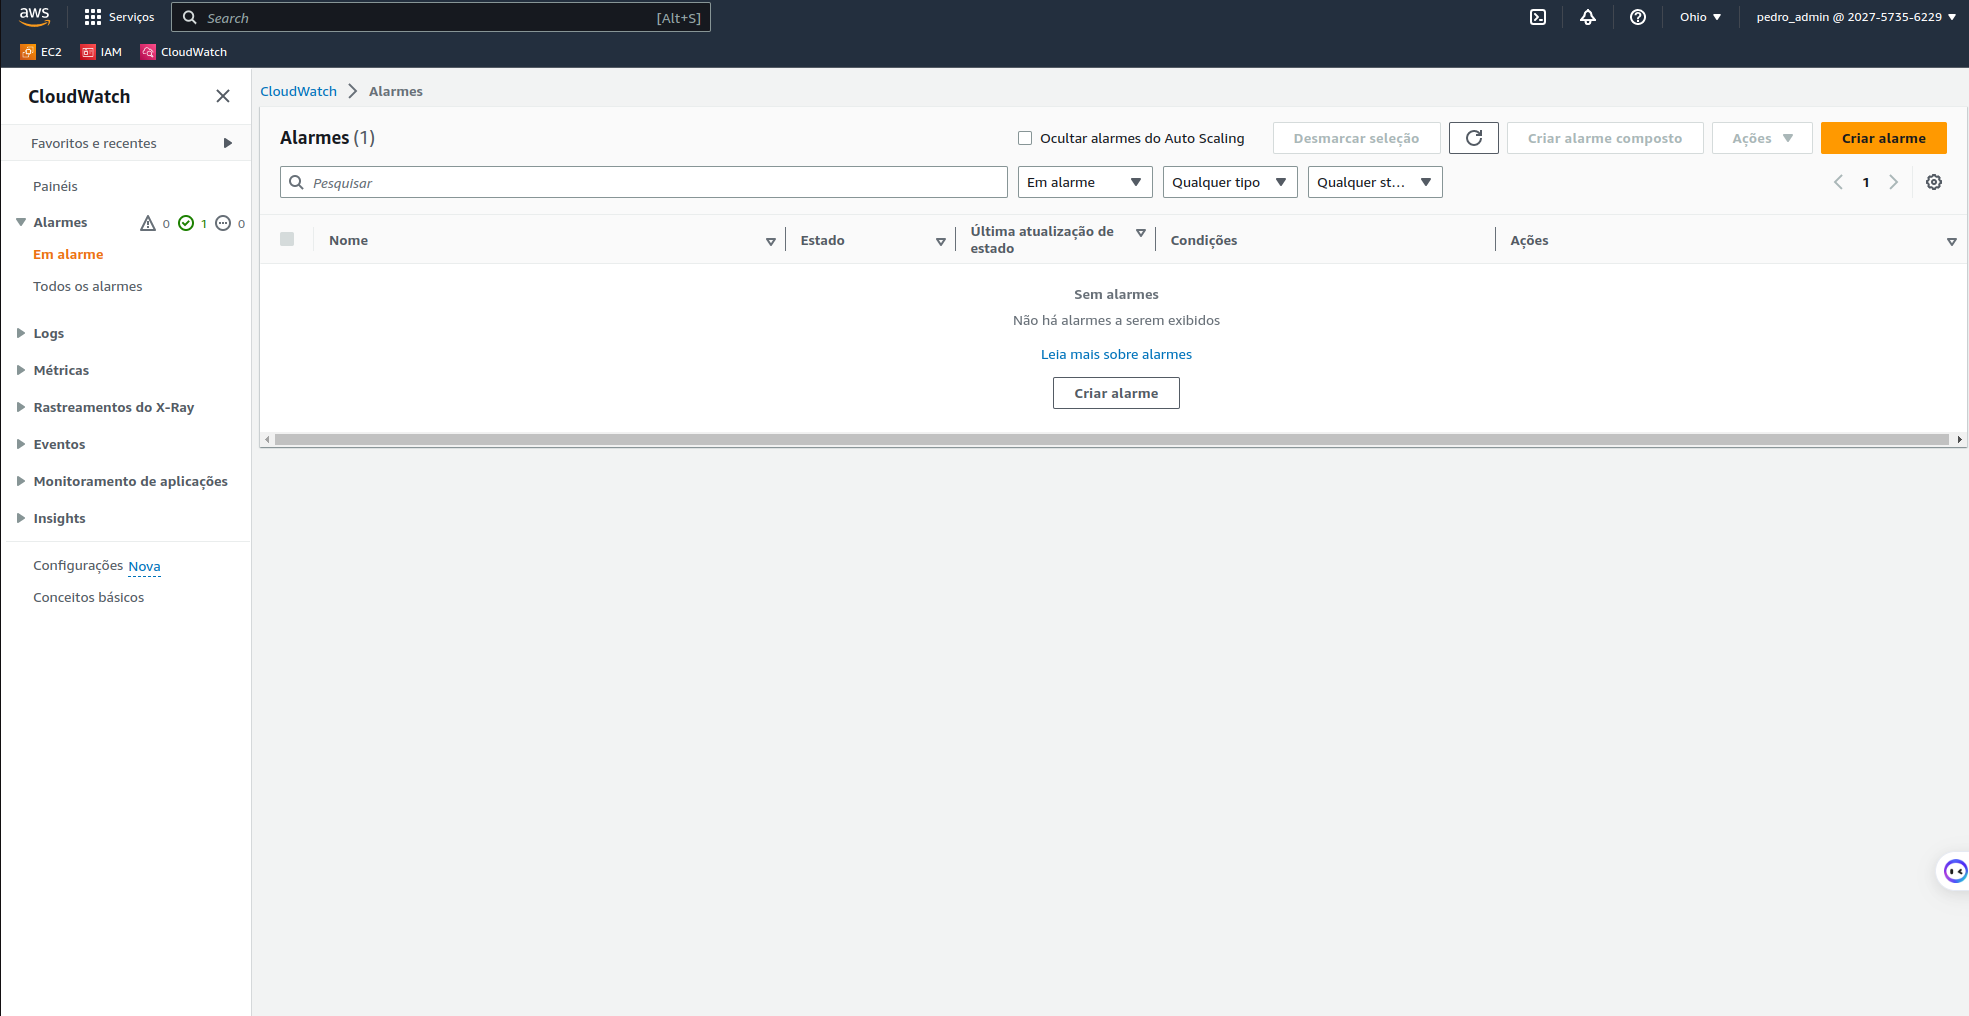 aws Serviços Search [Alt+S] Ohio pedro_admin @ 2027-5735-6229
EC2 IAM CloudWatch
CloudWatch
Favoritos e recentes
Painéis
Alarmes 0 1 0
Em alarme
Todos os alarmes
Logs
Métricas
Rastreamentos do X-Ray
Eventos
Monitoramento de aplicações
Insights
Configurações Nova
Conceitos básicos
CloudWatch Alarmes
Alarmes (1) Ocultar alarmes do Auto Scaling Desmarcar seleção Criar alarme composto Ações Criar alarme
Pesquisar Em alarme Qualquer tipo Qualquer st... 1
Nome Estado Última atualização de estado Condições Ações
Sem alarmes
Não há alarmes a serem exibidos
Leia mais sobre alarmes
Criar alarme